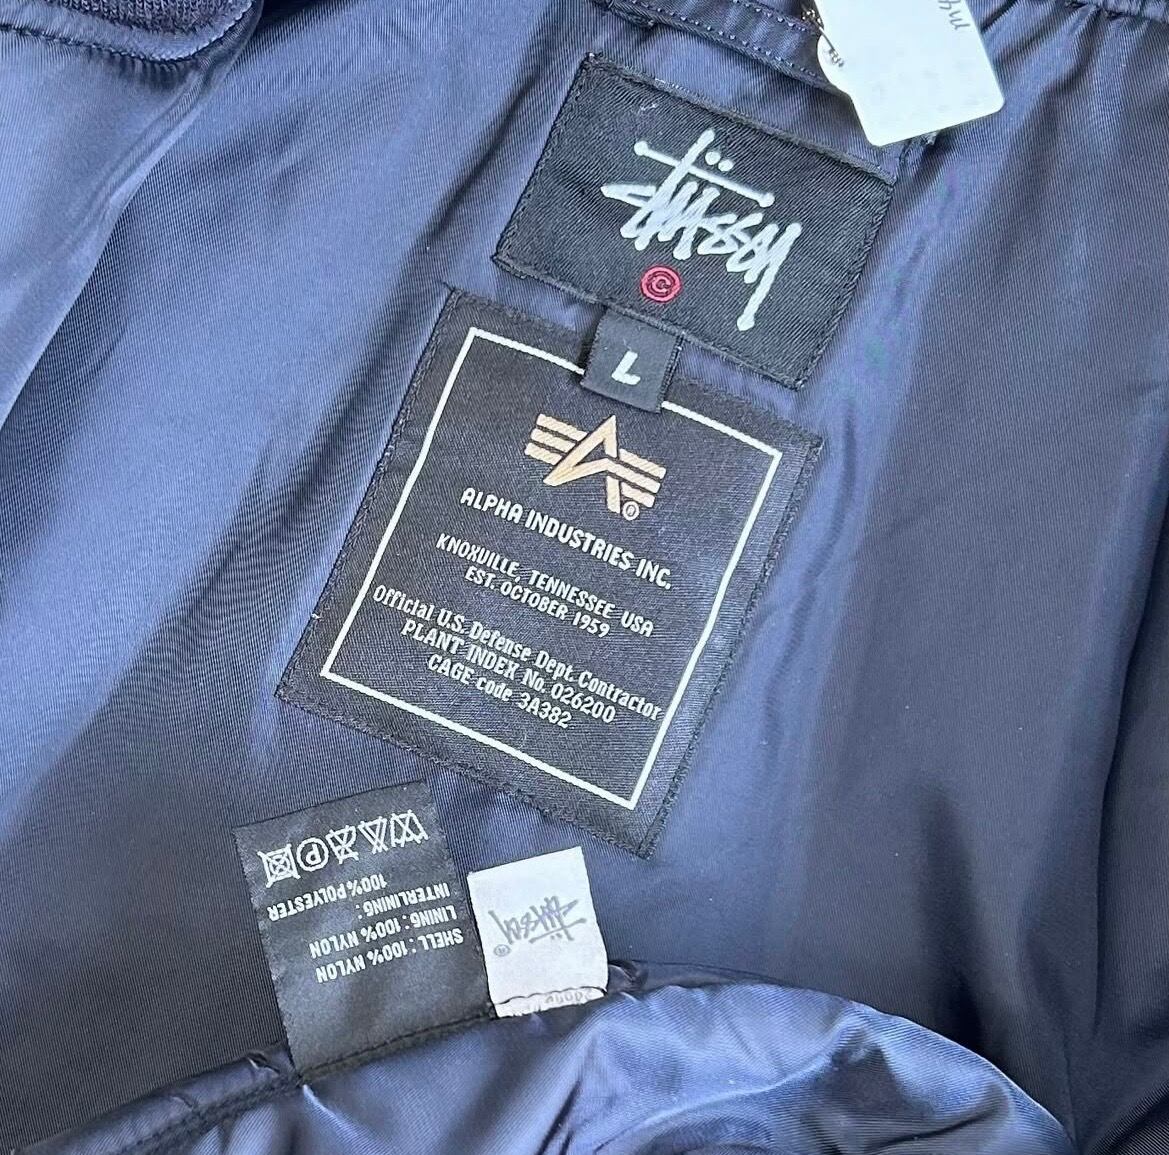 Stüssy
©
L
ALPHA INDUSTRIES INC.
KNOXVILLE, TENNESSEE USA
EST. OCTOBER 1959
Official U.S. Defense Dept. Contractor
PLANT INDEX No. 026200
CAGE code 3A382
SHELL : 100% NYLON
LINING : 100% NYLON
INTERLINING :
100% POLYESTER
Stüssy